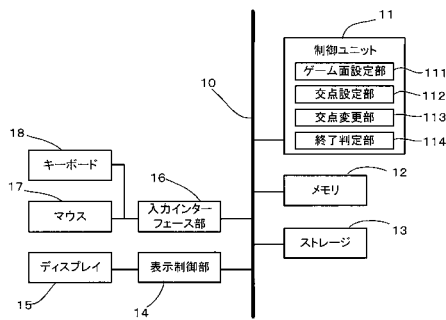 11
制御ユニット
ゲーム面設定部
111
10
交点設定部
112
18
交点変更部
113
キーボード
終了判定部
114
17
16
12
マウス
入力インター
フェース部
メモリ
13
ディスプレイ
表示制御部
ストレージ
15
14